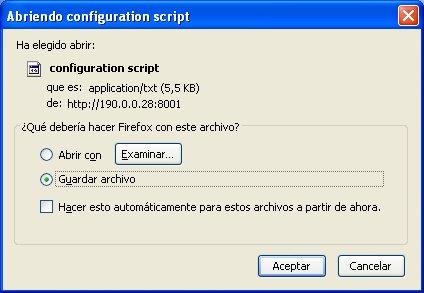 Abriendo configuration script
Ha elegido abrir:
configuration script
que es: application/txt (5,5 KB)
de: http://190.0.0.28:8001
¿Qué debería hacer Firefox con este archivo?
Abrir con Examinar...
Guardar archivo
Hacer esto automáticamente para estos archivos a partir de ahora.
Aceptar Cancelar